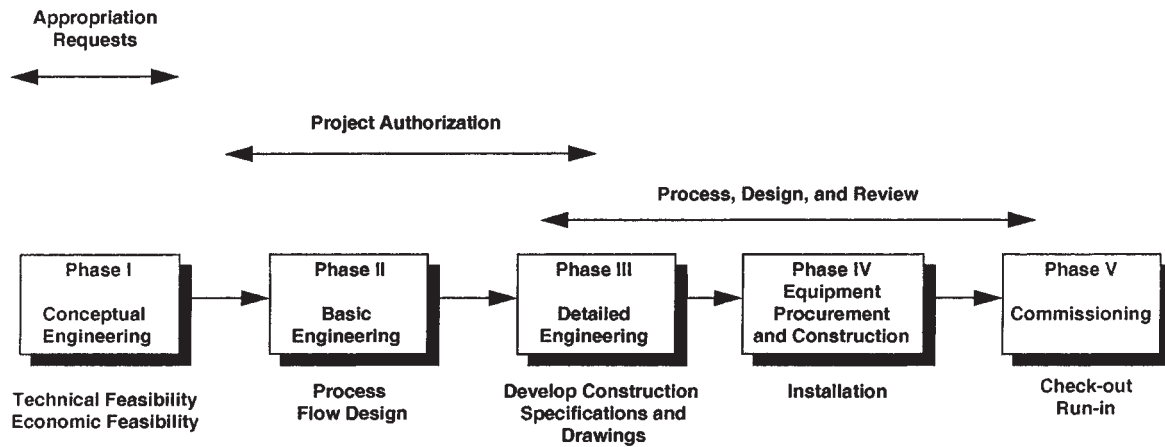 Appropriation
Requests
Project Authorization
Process, Design, and Review
Phase I
Conceptual
Engineering
Phase II
Basic
Engineering
Phase III
Detailed
Engineering
Phase IV
Equipment
Procurement
and Construction
Phase V
Commissioning
Technical Feasibility
Economic Feasibility
Process
Flow Design
Develop Construction
Specifications and
Drawings
Installation
Check-out
Run-in